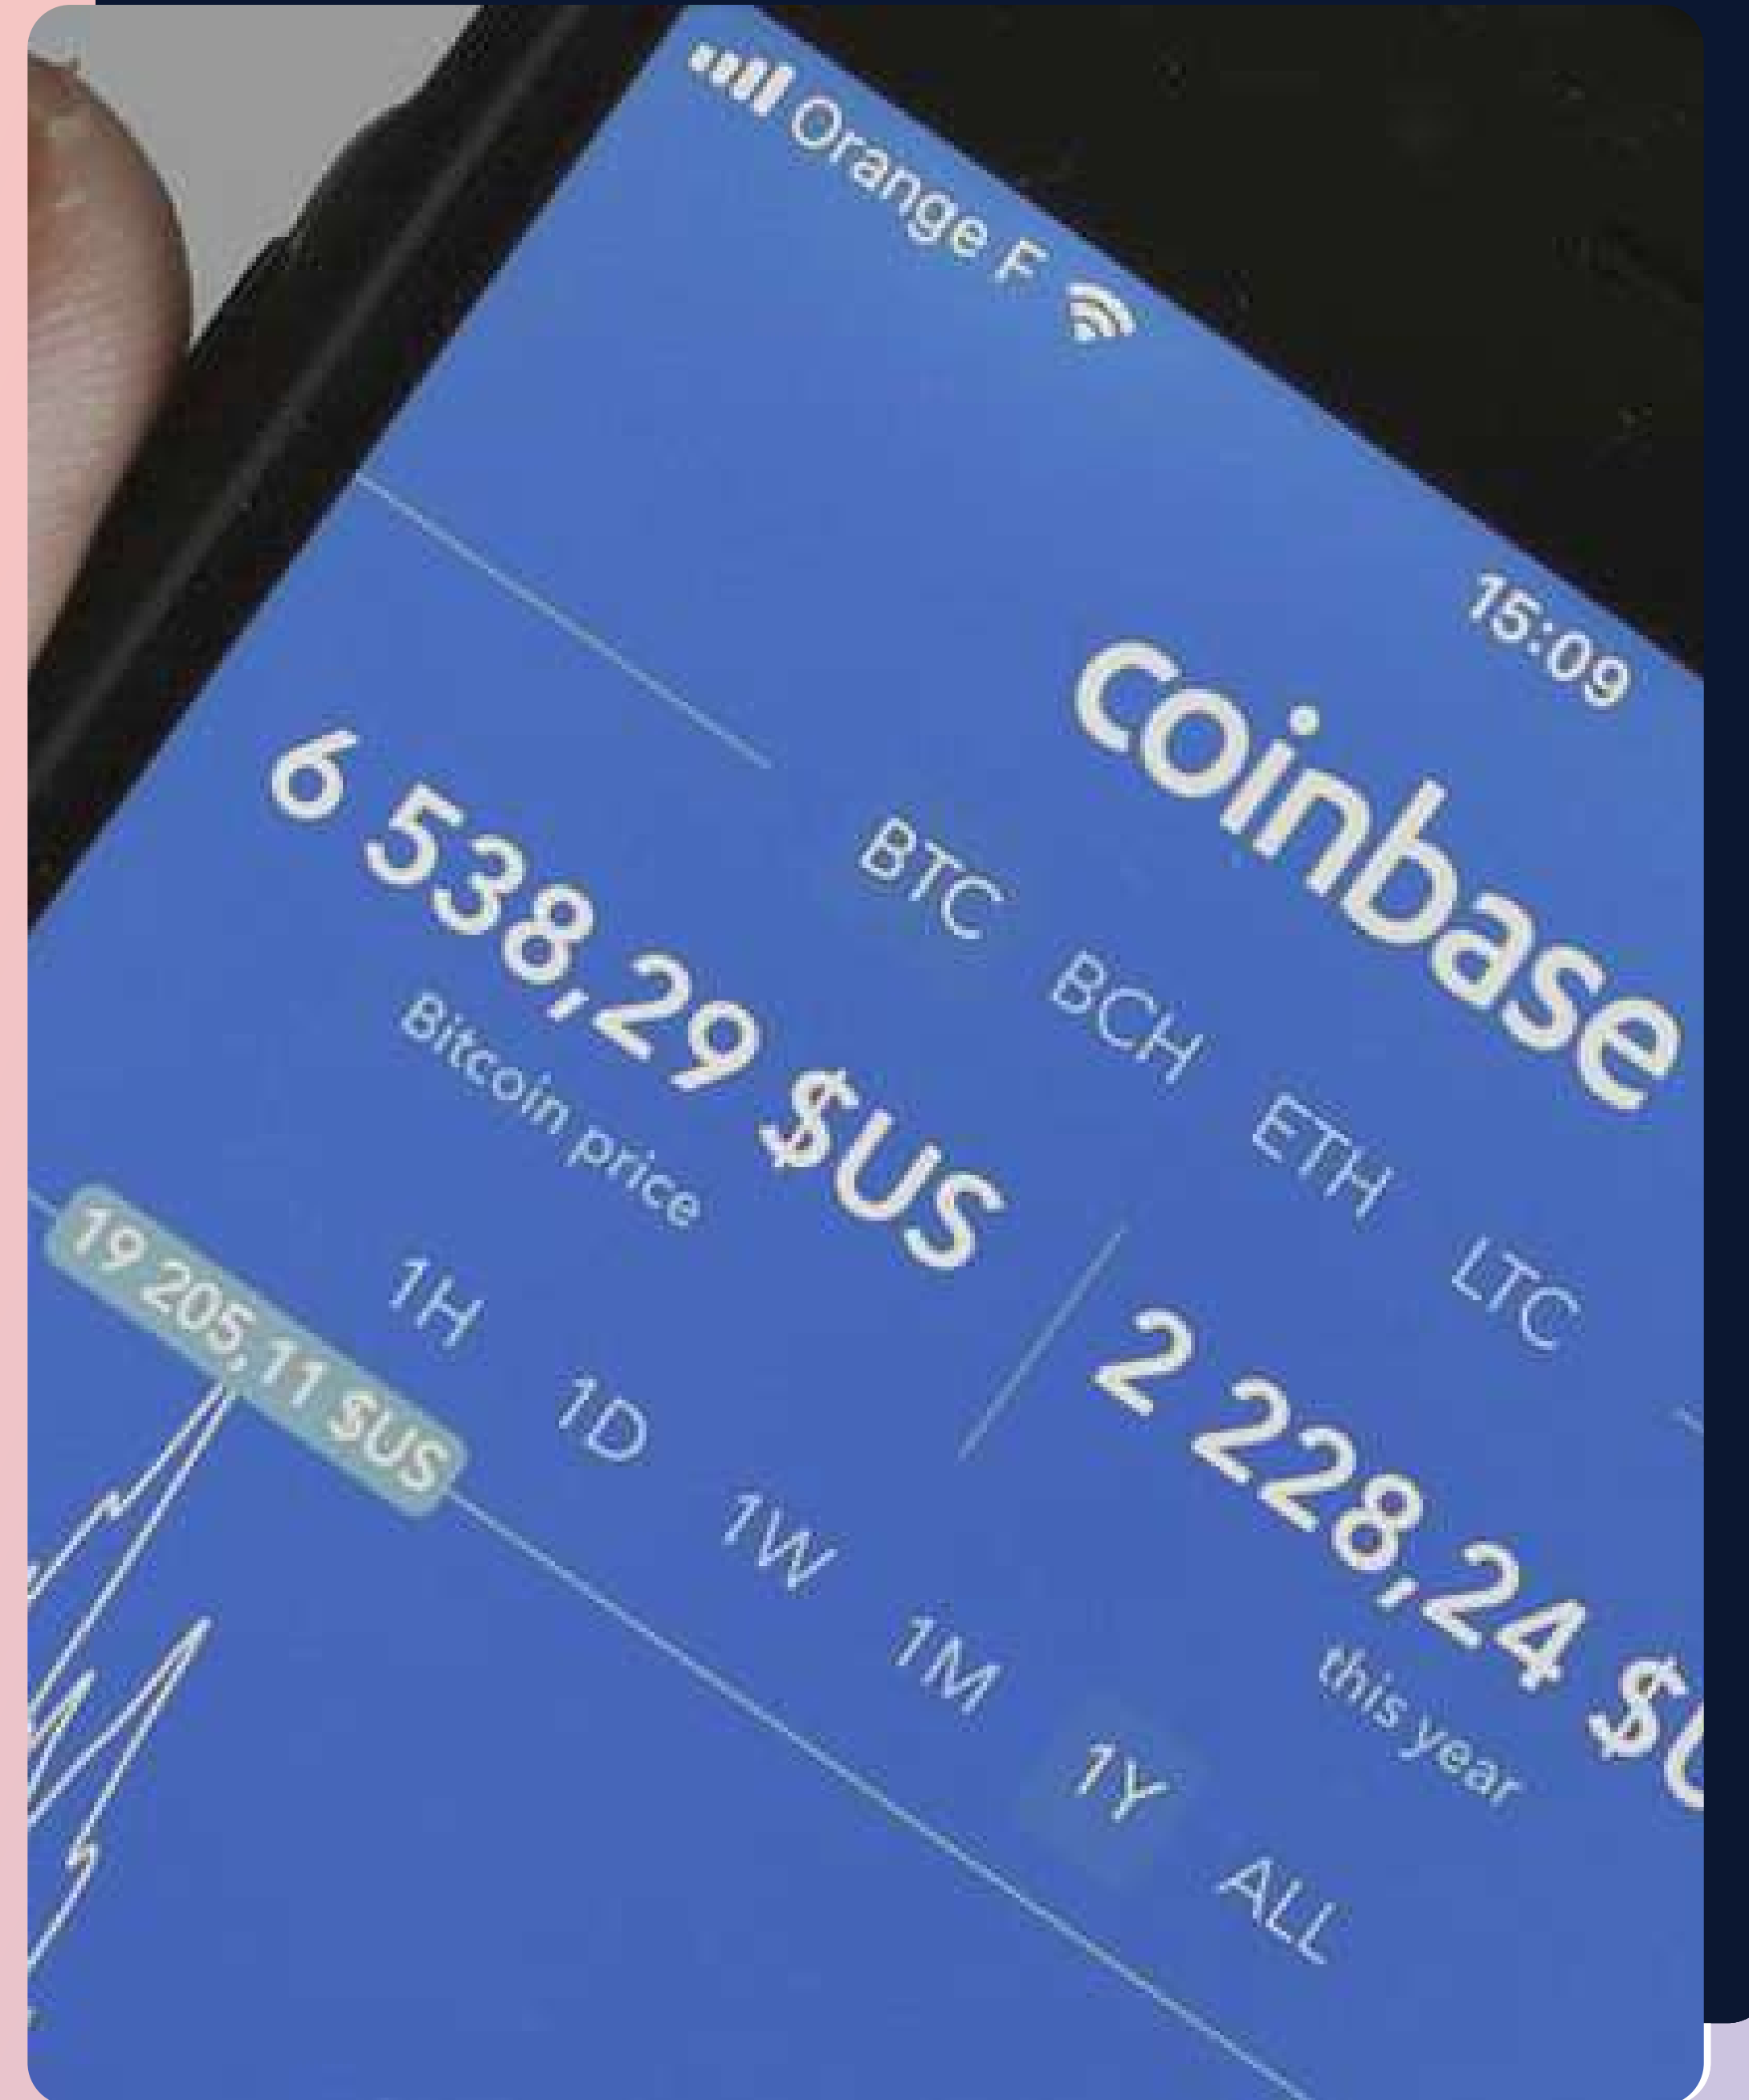 Orange F 15:09
coinbase
BTC BCH ETH LTC
6 538,29 $US 2 228,24
Bitcoin price this year
1H 1D 1W 1M 1Y ALL
19 205,11 $US